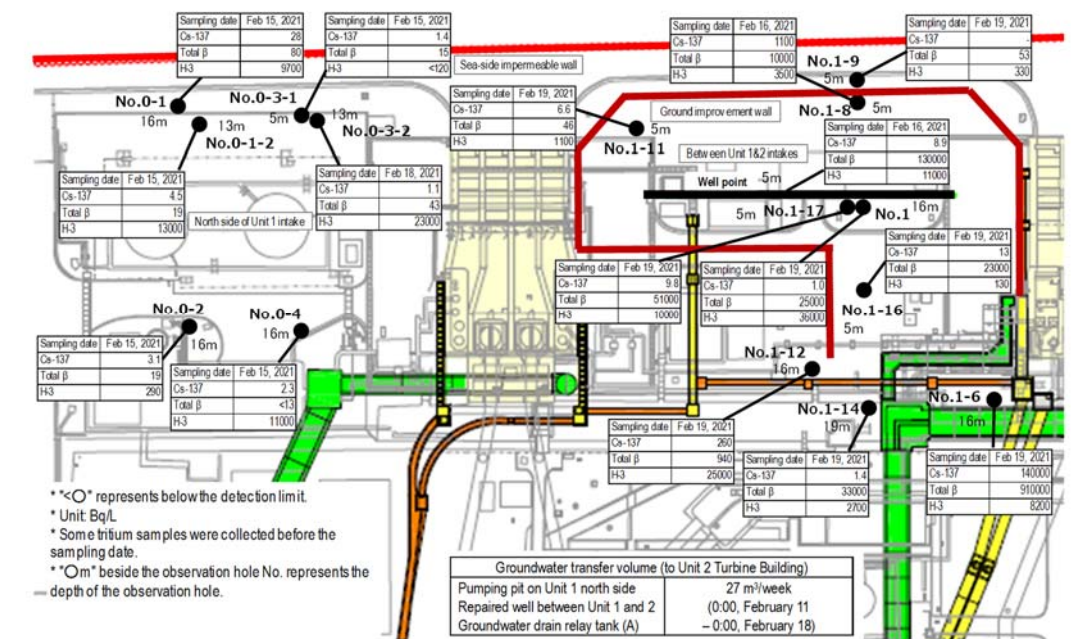 Sampling date Feb 15, 2021
Cs-137 28
Total β 80
H-3 9700
Sampling date Feb 15, 2021
Cs-137 1.4
Total β 15
H-3 <120
Sea-side impermeable wall
Sampling date Feb 16, 2021
Cs-137 1100
Total β 10000
H-3 3500
Sampling date Feb 19, 2021
Cs-137 -
Total β 53
H-3 330
No.1-9
5m
No.0-1
16m
No.0-3-1
5m
13m
No.0-3-2
13m
No.0-1-2
Sampling date Feb 19, 2021
Cs-137 6.6
Total β 46
H-3 1100
5m
No.1-11
Ground improvement wall
No.1-8
5m
Between Unit 1&2 intakes
Sampling date Feb 16, 2021
Cs-137 8.9
Total β 130000
H-3 11000
Well point
5m
Sampling date Feb 15, 2021
Cs-137 4.5
Total β 19
H-3 13000
North side of Unit 1 intake
Sampling date Feb 18, 2021
Cs-137 1.1
Total β 43
H-3 23000
5m
No.1-17
No.1
16m
Sampling date Feb 19, 2021
Cs-137 13
Total β 23000
H-3 130
Sampling date Feb 19, 2021
Cs-137 9.8
Total β 51000
H-3 10000
Sampling date Feb 19, 2021
Cs-137 1.0
Total β 25000
H-3 36000
No.1-16
5m
No.0-2
16m
No.0-4
16m
Sampling date Feb 15, 2021
Cs-137 3.1
Total β 19
H-3 290
Sampling date Feb 15, 2021
Cs-137 2.3
Total β <13
H-3 11000
No.1-12
16m
No.1-14
19m
No.1-6
16m
Sampling date Feb 19, 2021
Cs-137 260
Total β 940
H-3 25000
Sampling date Feb 19, 2021
Cs-137 1.4
Total β 33000
H-3 2700
Sampling date Feb 19, 2021
Cs-137 140000
Total β 910000
H-3 8200
* "<O" represents below the detection limit.
* Unit: Bq/L
* Some tritium samples were collected before the
sampling date.
* "Om" beside the observation hole No. represents the
depth of the observation hole.
Groundwater transfer volume (to Unit 2 Turbine Building)
Pumping pit on Unit 1 north side 27 m³/week
Repaired well between Unit 1 and 2 (0:00, February 11
Groundwater drain relay tank (A) – 0:00, February 18)